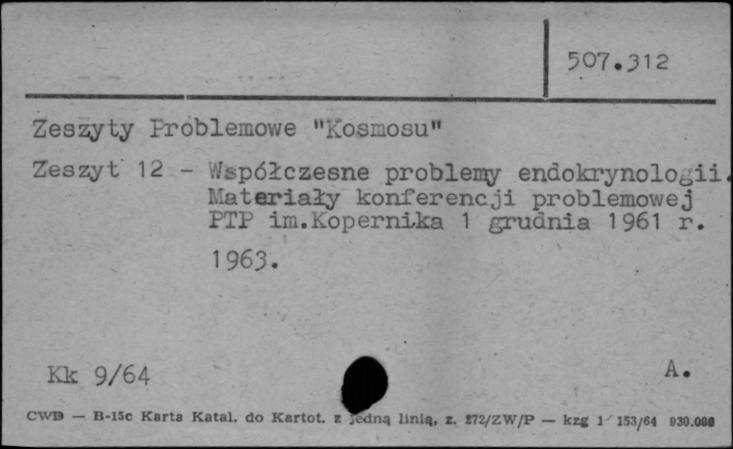 507.312
Zeszyty Problemowe "Kosmosu"
Zeszyt 12 - Współczesne problemy endokrynologii.
Materiały konferencji problemowej
PTP im.Kopernika 1 grudnia 1961 r.
1963.
Kk 9/64
A.
CWD — B-15c Karta Katal. do Kartot. z jedną linią, z. 272/ZW/P — kzg 1 153/64 930.000